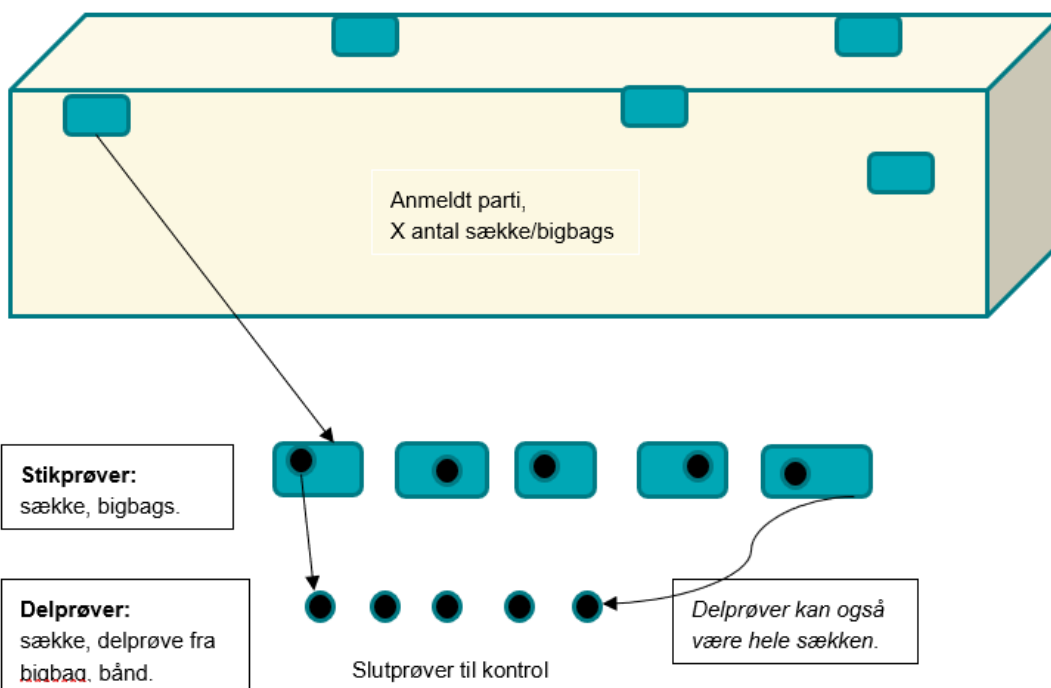 Anmeldt parti,
X antal sække/bigbags
Stikprøver:
sække, bigbags.
Delprøver:
sække, delprøve fra
bigbag, bånd.
Delprøver kan også
være hele sækken.
Slutprøver til kontrol